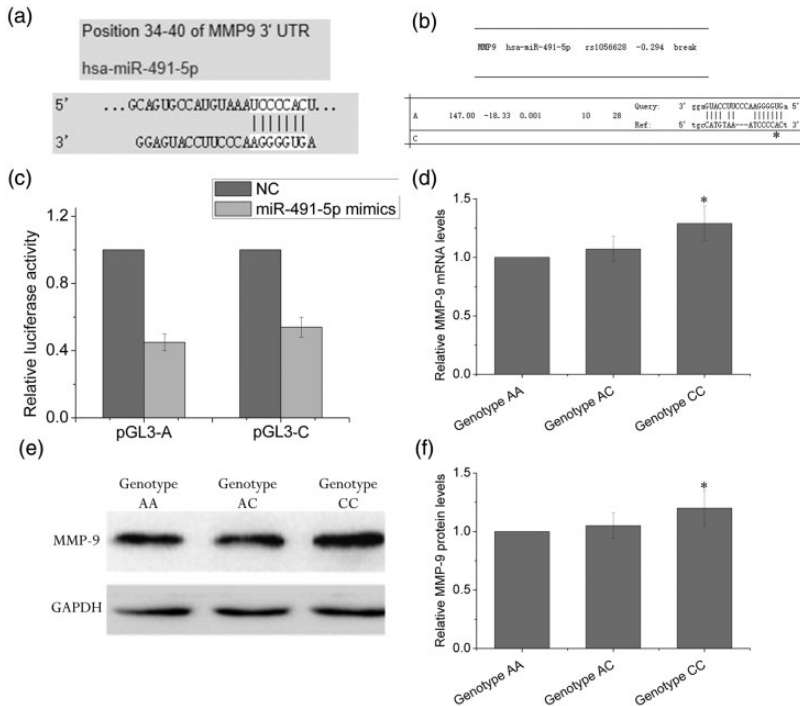 (a)
Position 34-40 of MMP9 3' UTR
hsa-miR-491-5p
5' ...GCAGUGCCAUGUAAAUCCCCACU...
3' GGAGUACCUUCCCAAGGGGUGA
(b)
MMP9 hsa-miR-491-5p rs1056628 -0.294 break
A 147.00 -18.33 0.001 10 28
Query: 3' ggaGUACCUUCCCAAGGGGUGa 5'
Ref: 5' tgcCATGTAA---ATCCCCACt 3'
C
*
(c)
NC
miR-491-5p mimics
Relative luciferase activity
1.2
0.8
0.4
0.0
pGL3-A
pGL3-C
(d)
Relative MMP-9 mRNA levels
1.5
1.0
0.5
0.0
*
Genotype AA
Genotype AC
Genotype CC
(e)
Genotype AA
Genotype AC
Genotype CC
MMP-9
GAPDH
(f)
Relative MMP-9 protein levels
1.5
1.0
0.5
0.0
*
Genotype AA
Genotype AC
Genotype CC